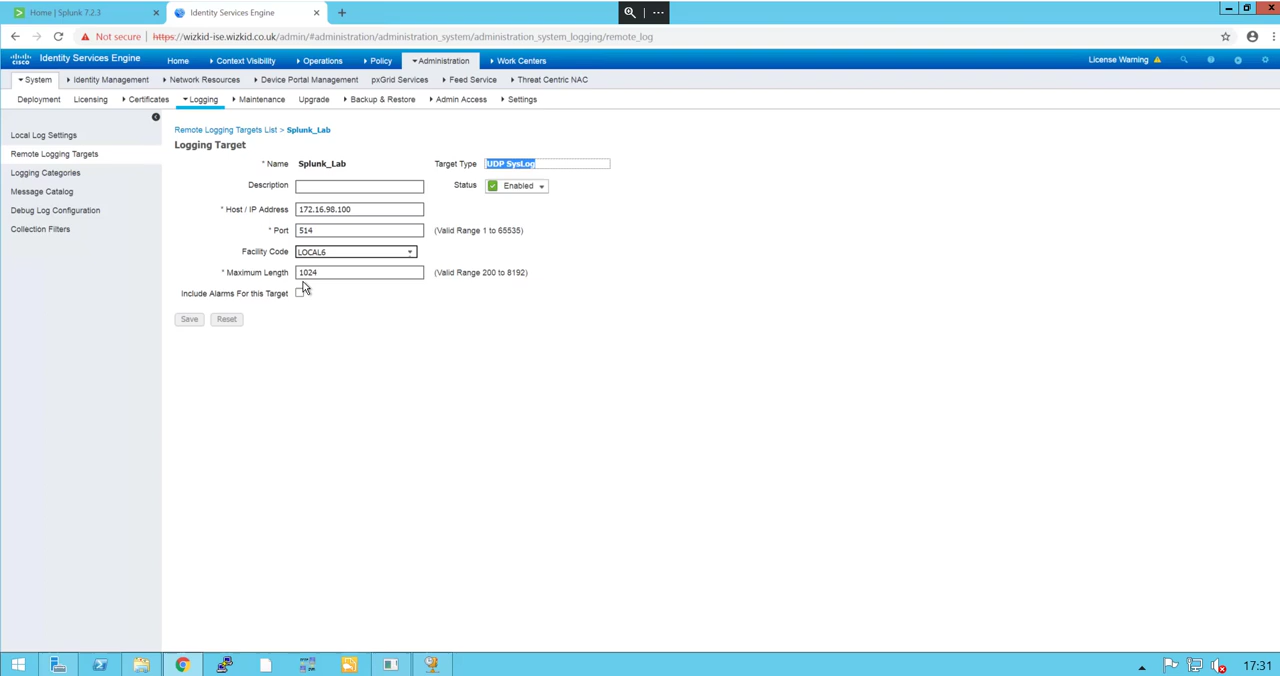 Home | Splunk 7.2.3
Identity Services Engine
Not secure | https://wizkid-ise.wizkid.co.uk/admin/#administration/administration_system/administration_system_logging/remote_log
cisco Identity Services Engine Home Context Visibility Operations Policy Administration Work Centers License Warning
System Identity Management Network Resources Device Portal Management pxGrid Services Feed Service Threat Centric NAC
Deployment Licensing Certificates Logging Maintenance Upgrade Backup & Restore Admin Access Settings
Local Log Settings
Remote Logging Targets
Logging Categories
Message Catalog
Debug Log Configuration
Collection Filters
Remote Logging Targets List > Splunk_Lab
Logging Target
* Name Splunk_Lab Target Type UDP SysLog
Description Status Enabled
* Host / IP Address 172.16.98.100
* Port 514 (Valid Range 1 to 65535)
Facility Code LOCAL6
* Maximum Length 1024 (Valid Range 200 to 8192)
Include Alarms For this Target
Save Reset
17:31